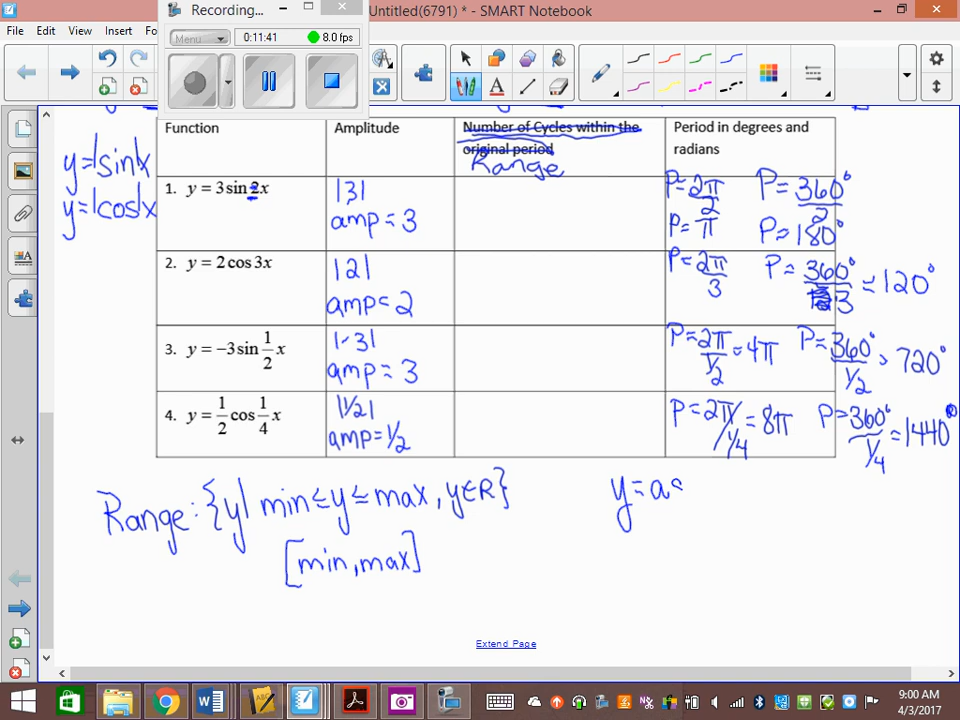 Recording...
Untitled(6791) * - SMART Notebook
File Edit View Insert Fo
Menu 0:11:41 8.0 fps
Function Amplitude Number of Cycles within the original period Period in degrees and radians
Range
y=1sin1x
y=1cos1x
1. y = 3 sin 2x |3| P=2π/2 P=360°/2
amp=3 P=π P=180°
2. y = 2 cos 3x |2| P=2π/3 P=360°/3=120°
amp=2
3. y = −3 sin 1/2 x |-3| P=2π/1/2=4π P=360°/1/2=720°
amp=3
4. y = 1/2 cos 1/4 x |1/2| P=2π/1/4=8π P=360°/1/4=1440°
amp=1/2
Range: {y| min≤y≤max, y∈R} y=a
[min,max]
Extend Page
9:00 AM
4/3/2017